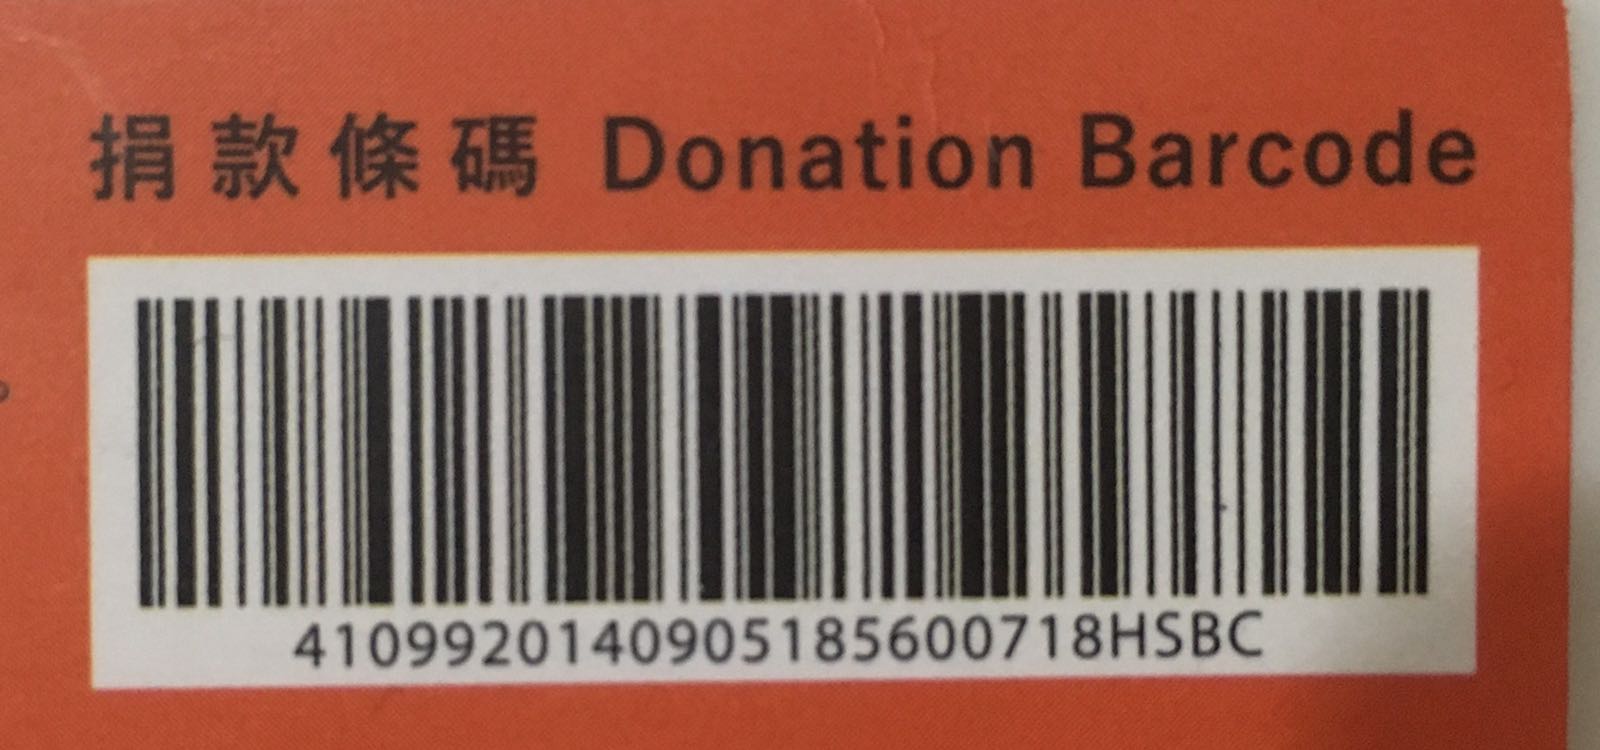 捐款條碼 Donation Barcode
41099201409051856007​18HSBC